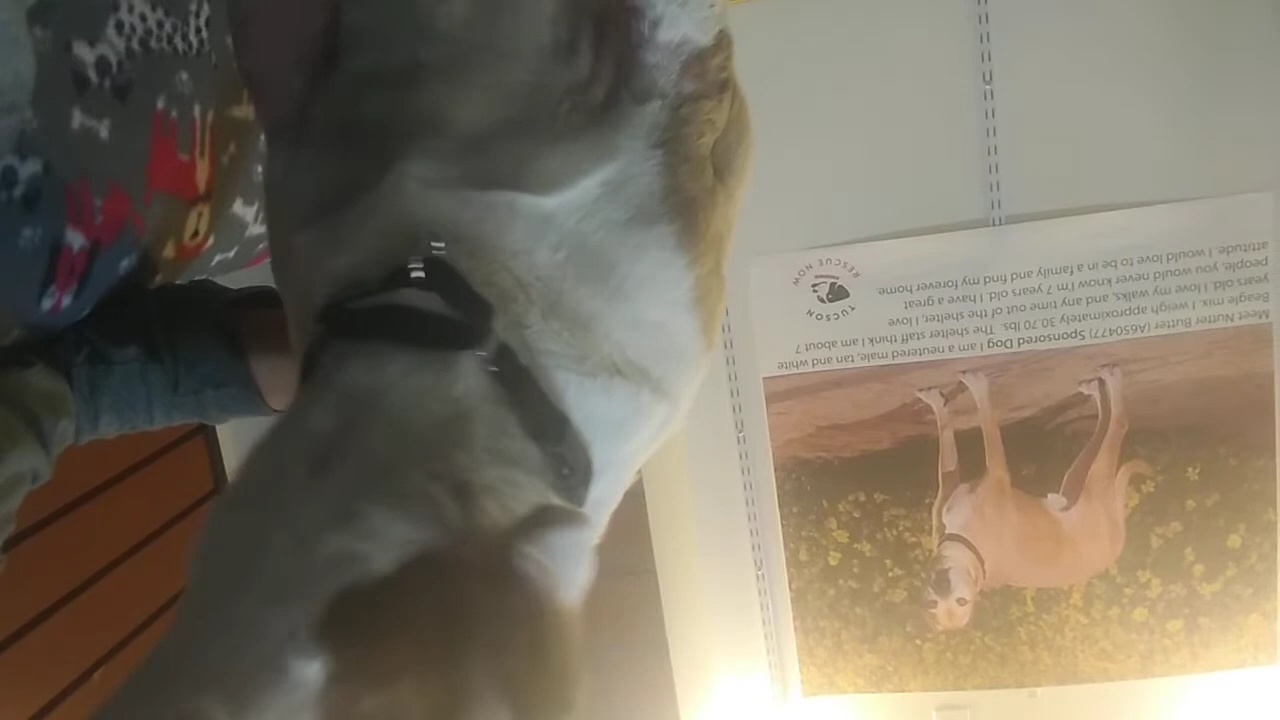 Meet Nutter Butter (A650477) Sponsored Dog I am a neutered male, tan and white
Beagle mix. I weigh approximately 30.70 lbs. The shelter staff think I am about 7
years old. I love my walks, and any time out of the shelter, I love
people, you would never know I'm 7 years old. I have a great
attitude. I would love to be in a family and find my forever home.
TUCSON
RESCUE NOW